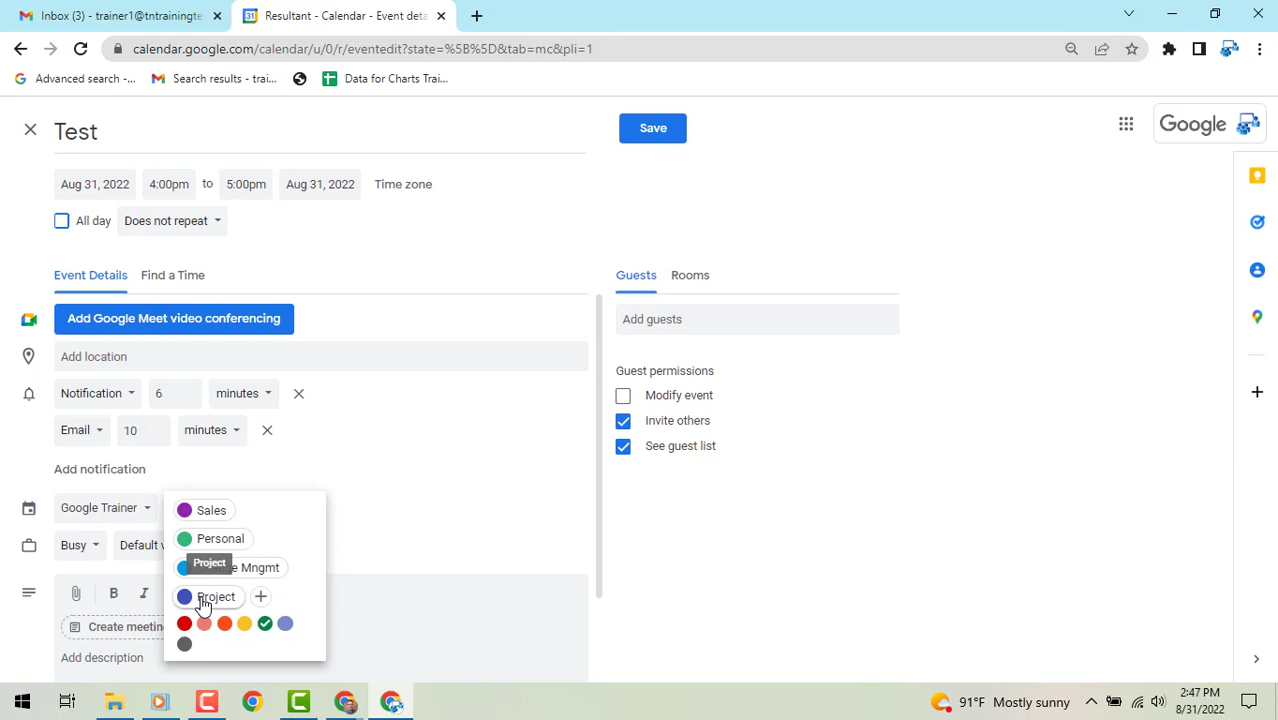 Inbox (3) - trainer1@tntrainingte
Resultant - Calendar - Event deta
calendar.google.com/calendar/u/0/r/eventedit?state=%5B%5D&tab=mc&pli=1
Advanced search -...
Search results - trai...
Data for Charts Trai...
Test
Save
Google
Aug 31, 2022
4:00pm
to
5:00pm
Aug 31, 2022
Time zone
All day
Does not repeat
Event Details
Find a Time
Guests
Rooms
Add Google Meet video conferencing
Add guests
Add location
Guest permissions
Notification
6
minutes
Modify event
Invite others
Email
10
minutes
See guest list
Add notification
Google Trainer
Sales
Personal
Busy
Default v
Project
Mngmt
Project
B
I
Create meetin
Add description
91°F Mostly sunny
2:47 PM
8/31/2022